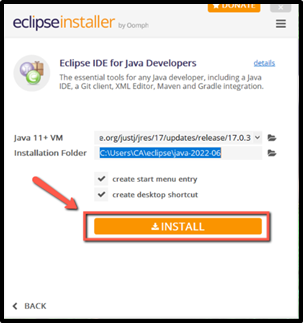 DONATE
eclipseinstaller by Oomph
Eclipse IDE for Java Developers
details
The essential tools for any Java developer, including a Java
IDE, a Git client, XML Editor, Maven and Gradle integration.
Java 11+ VM e.org/justj/jres/17/updates/release/17.0.3
Installation Folder C:\Users\CA\eclipse\java-2022-06
create start menu entry
create desktop shortcut
INSTALL
BACK